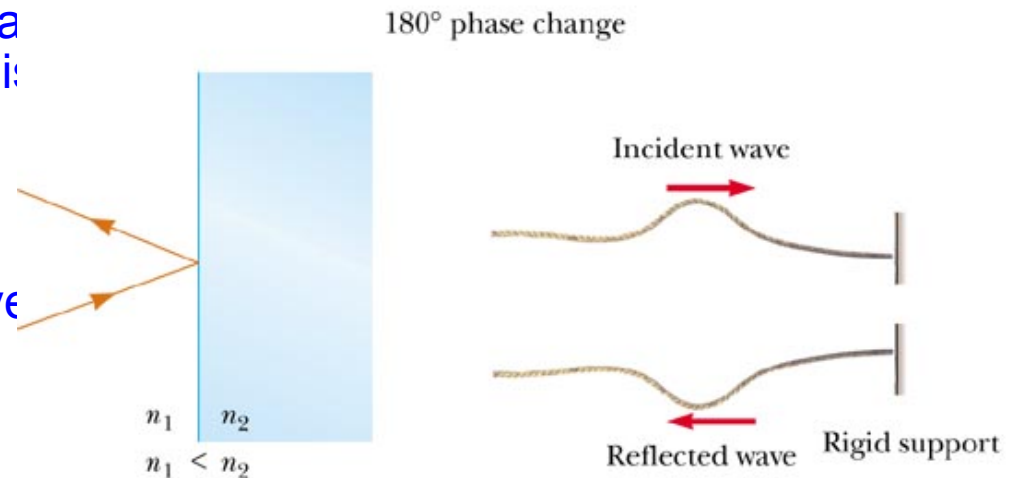 180° phase change
Incident wave
n₁ n₂
n₁ < n₂
Reflected wave
Rigid support